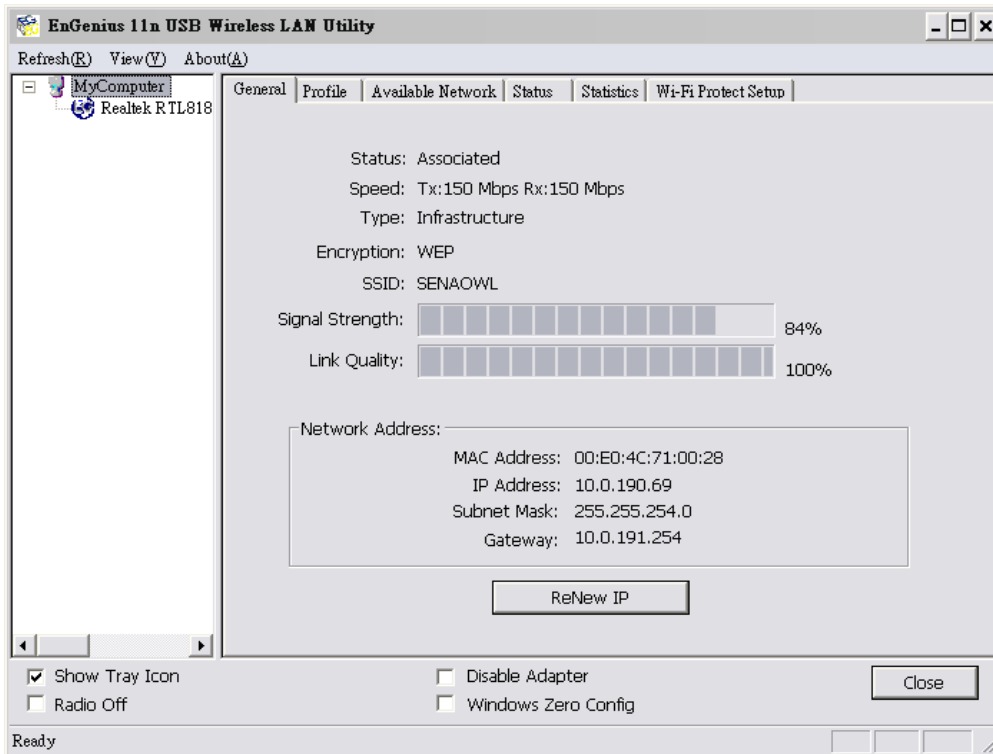 EnGenius 11n USB Wireless LAN Utility
Refresh(R) View(V) About(A)
MyComputer
Realtek RTL818
General Profile Available Network Status Statistics Wi-Fi Protect Setup
Status: Associated
Speed: Tx:150 Mbps Rx:150 Mbps
Type: Infrastructure
Encryption: WEP
SSID: SENAOWL
Signal Strength: 84%
Link Quality: 100%
Network Address:
MAC Address: 00:E0:4C:71:00:28
IP Address: 10.0.190.69
Subnet Mask: 255.255.254.0
Gateway: 10.0.191.254
ReNew IP
Show Tray Icon Disable Adapter
Radio Off Windows Zero Config
Close
Ready